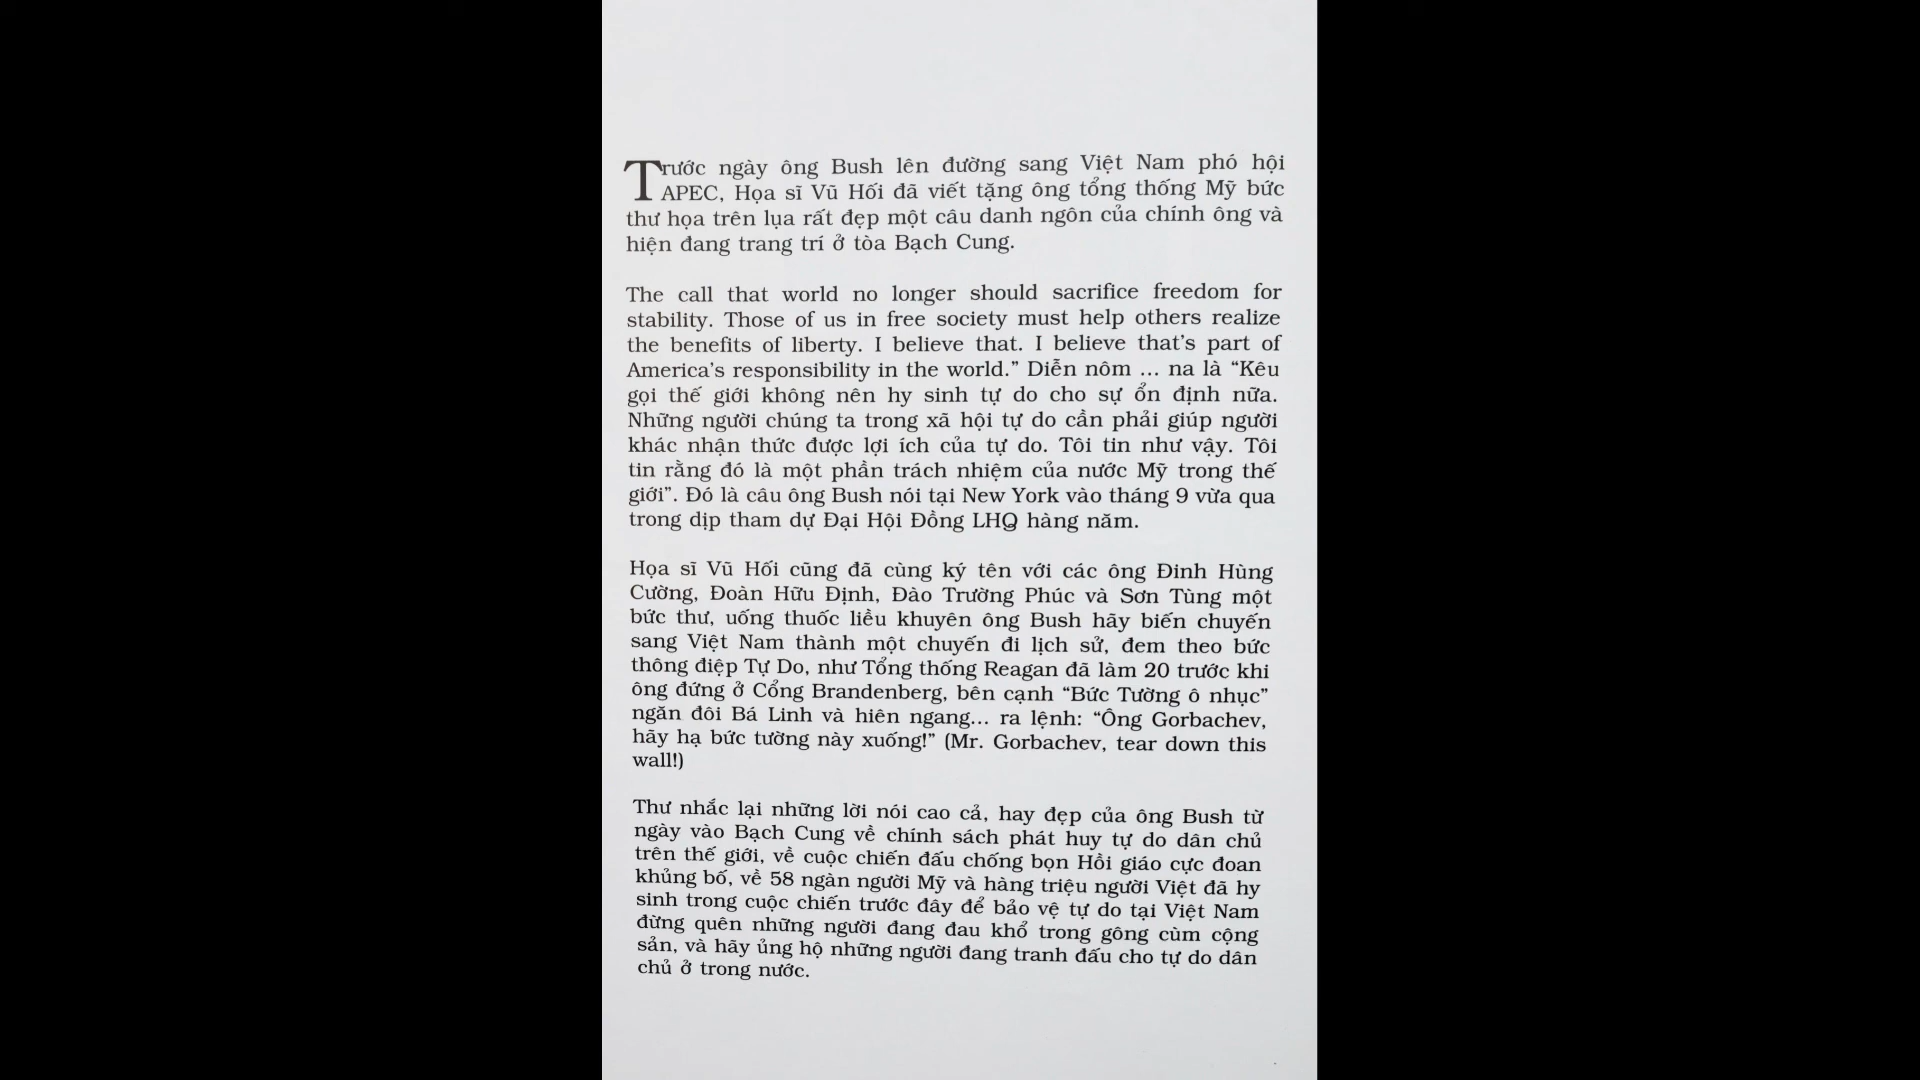 Trước ngày ông Bush lên đường sang Việt Nam phó hội
APEC, Họa sĩ Vũ Hối đã viết tặng ông tổng thống Mỹ bức
thư họa trên lụa rất đẹp một câu danh ngôn của chính ông và
hiện đang trang trí ở tòa Bạch Cung.
The call that world no longer should sacrifice freedom for
stability. Those of us in free society must help others realize
the benefits of liberty. I believe that. I believe that's part of
America's responsibility in the world.” Diễn nôm ... na là “Kêu
gọi thế giới không nên hy sinh tự do cho sự ổn định nữa.
Những người chúng ta trong xã hội tự do cần phải giúp người
khác nhận thức được lợi ích của tự do. Tôi tin như vậy. Tôi
tin rằng đó là một phần trách nhiệm của nước Mỹ trong thế
giới”. Đó là câu ông Bush nói tại New York vào tháng 9 vừa qua
trong dịp tham dự Đại Hội Đồng LHQ hàng năm.
Họa sĩ Vũ Hối cũng đã cùng ký tên với các ông Đinh Hùng
Cường, Đoàn Hữu Định, Đào Trường Phúc và Sơn Tùng một
bức thư, uống thuốc liều khuyên ông Bush hãy biến chuyến
sang Việt Nam thành một chuyến đi lịch sử, đem theo bức
thông điệp Tự Do, như Tổng thống Reagan đã làm 20 trước khi
ông đứng ở Cổng Brandenberg, bên cạnh “Bức Tường ô nhục”
ngăn đôi Bá Linh và hiên ngang... ra lệnh: “Ông Gorbachev,
hãy hạ bức tường này xuống!” (Mr. Gorbachev, tear down this
wall!)
Thư nhắc lại những lời nói cao cả, hay đẹp của ông Bush từ
ngày vào Bạch Cung về chính sách phát huy tự do dân chủ
trên thế giới, về cuộc chiến đấu chống bọn Hồi giáo cực đoan
khủng bố, về 58 ngàn người Mỹ và hàng triệu người Việt đã hy
sinh trong cuộc chiến trước đây để bảo vệ tự do tại Việt Nam
đừng quên những người đang đau khổ trong gông cùm cộng
sản, và hãy ủng hộ những người đang tranh đấu cho tự do dân
chủ ở trong nước.